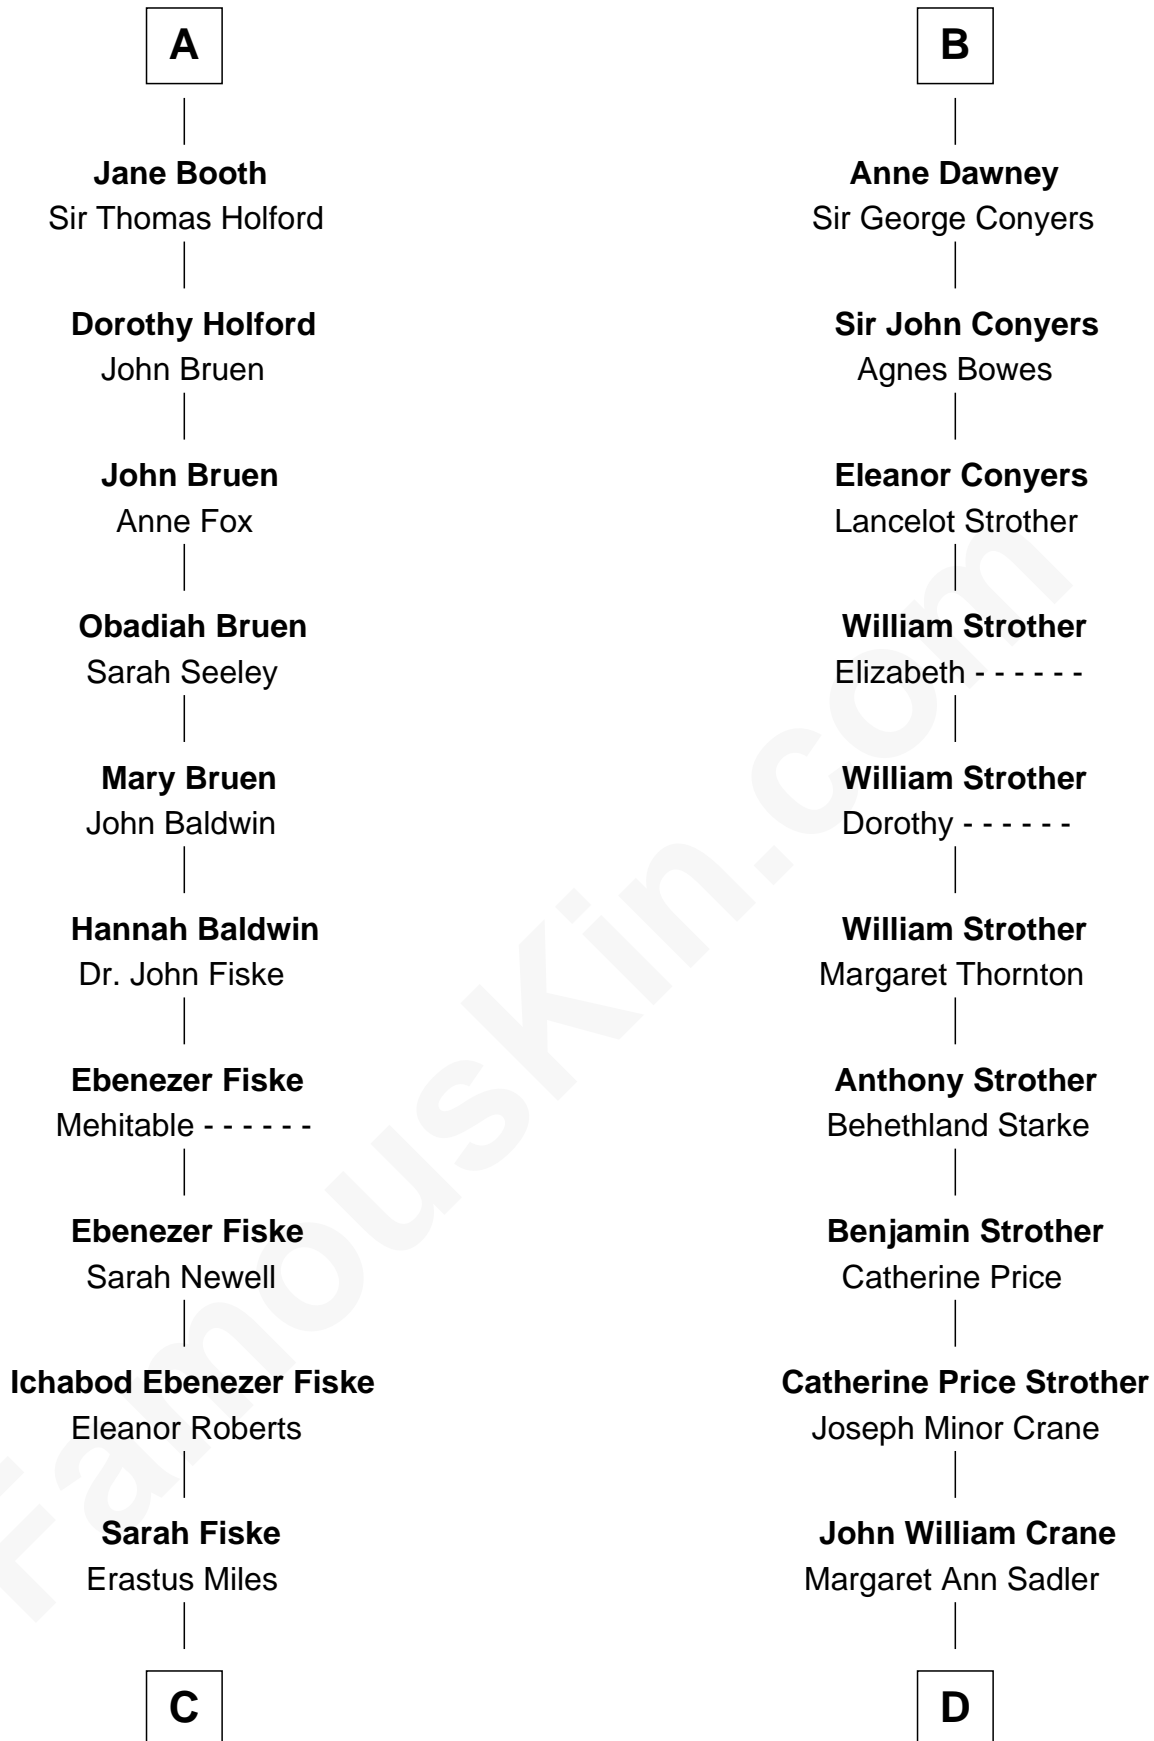 A
Jane Booth
Sir Thomas Holford
Dorothy Holford
John Bruen
John Bruen
Anne Fox
Obadiah Bruen
Sarah Seeley
Mary Bruen
John Baldwin
Hannah Baldwin
Dr. John Fiske
Ebenezer Fiske
Mehitable - - - - - -
Ebenezer Fiske
Sarah Newell
Ichabod Ebenezer Fiske
Eleanor Roberts
Sarah Fiske
Erastus Miles
C
B
Anne Dawney
Sir George Conyers
Sir John Conyers
Agnes Bowes
Eleanor Conyers
Lancelot Strother
William Strother
Elizabeth - - - - - -
William Strother
Dorothy - - - - - -
William Strother
Margaret Thornton
Anthony Strother
Behethland Starke
Benjamin Strother
Catherine Price
Catherine Price Strother
Joseph Minor Crane
John William Crane
Margaret Ann Sadler
D
FamousKin.com